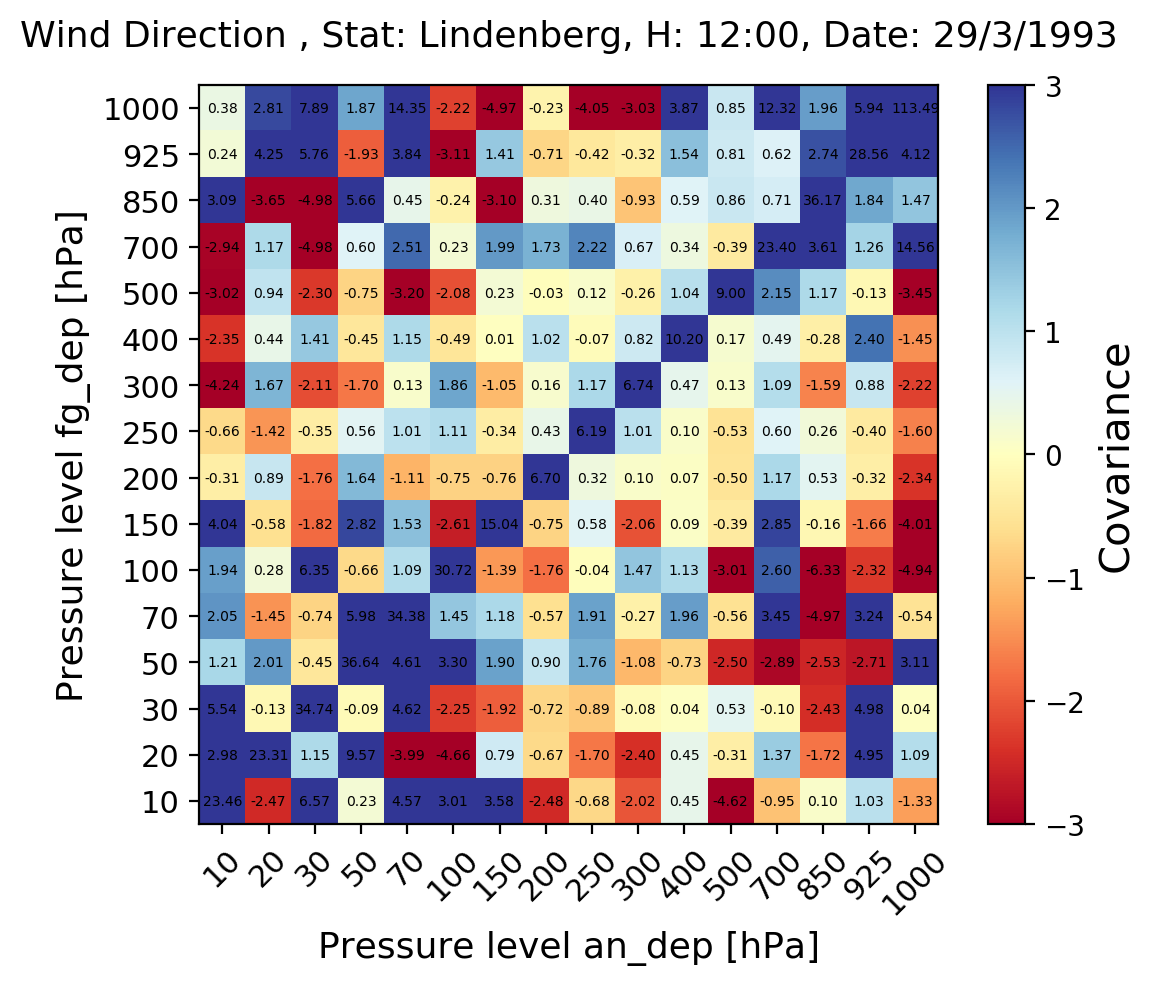 Wind Direction , Stat: Lindenberg, H: 12:00, Date: 29/3/1993
1000 0.38 2.81 7.89 1.87 14.35 -2.22 -4.97 -0.23 -4.05 -3.03 3.87 0.85 12.32 1.96 5.94 113.49
925 0.24 4.25 5.76 -1.93 3.84 -3.11 1.41 -0.71 -0.42 -0.32 1.54 0.81 0.62 2.74 28.56 4.12
850 3.09 -3.65 -4.98 5.66 0.45 -0.24 -3.10 0.31 0.40 -0.93 0.59 0.86 0.71 36.17 1.84 1.47
700 -2.94 1.17 -4.98 0.60 2.51 0.23 1.99 1.73 2.22 0.67 0.34 -0.39 23.40 3.61 1.26 14.56
500 -3.02 0.94 -2.30 -0.75 -3.20 -2.08 0.23 -0.03 0.12 -0.26 1.04 9.00 2.15 1.17 -0.13 -3.45
400 -2.35 0.44 1.41 -0.45 1.15 -0.49 0.01 1.02 -0.07 0.82 10.20 0.17 0.49 -0.28 2.40 -1.45
300 -4.24 1.67 -2.11 -1.70 0.13 1.86 -1.05 0.16 1.17 6.74 0.47 0.13 1.09 -1.59 0.88 -2.22
250 -0.66 -1.42 -0.35 0.56 1.01 1.11 -0.34 0.43 6.19 1.01 0.10 -0.53 0.60 0.26 -0.40 -1.60
200 -0.31 0.89 -1.76 1.64 -1.11 -0.75 -0.76 6.70 0.32 0.10 0.07 -0.50 1.17 0.53 -0.32 -2.34
150 4.04 -0.58 -1.82 2.82 1.53 -2.61 15.04 -0.75 0.58 -2.06 0.09 -0.39 2.85 -0.16 -1.66 -4.01
100 1.94 0.28 6.35 -0.66 1.09 30.72 -1.39 -1.76 -0.04 1.47 1.13 -3.01 2.60 -6.33 -2.32 -4.94
70 2.05 -1.45 -0.74 5.98 34.38 1.45 1.18 -0.57 1.91 -0.27 1.96 -0.56 3.45 -4.97 3.24 -0.54
50 1.21 2.01 -0.45 36.64 4.61 3.30 1.90 0.90 1.76 -1.08 -0.73 -2.50 -2.89 -2.53 -2.71 3.11
30 5.54 -0.13 34.74 -0.09 4.62 -2.25 -1.92 -0.72 -0.89 -0.08 0.04 0.53 -0.10 -2.43 4.98 0.04
20 2.98 23.31 1.15 9.57 -3.99 -4.66 0.79 -0.67 -1.70 -2.40 0.45 -0.31 1.37 -1.72 4.95 1.09
10 23.46 -2.47 6.57 0.23 4.57 3.01 3.58 -2.48 -0.68 -2.02 0.45 -4.62 -0.95 0.10 1.03 -1.33
10 20 30 50 70 100 150 200 250 300 400 500 700 850 925 1000
Pressure level an_dep [hPa]
Pressure level fg_dep [hPa]
3
2
1
0
−1
−2
−3
Covariance